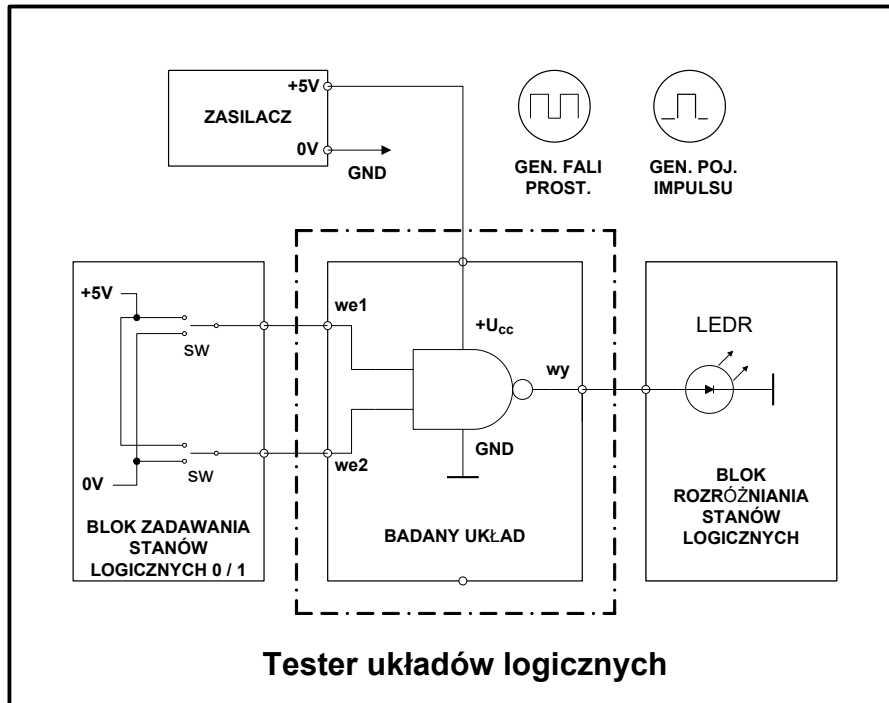 +5V
ZASILACZ
0V
GND
GEN. FALI
PROST.
GEN. POJ.
IMPULSU
+5V
SW
SW
0V
BLOK ZADAWANIA
STANÓW
LOGICZNYCH 0 / 1
we1
+Ucc
wy
GND
we2
BADANY UKŁAD
LEDR
BLOK
ROZRÓŻNIANIA
STANÓW
LOGICZNYCH
Tester układów logicznych